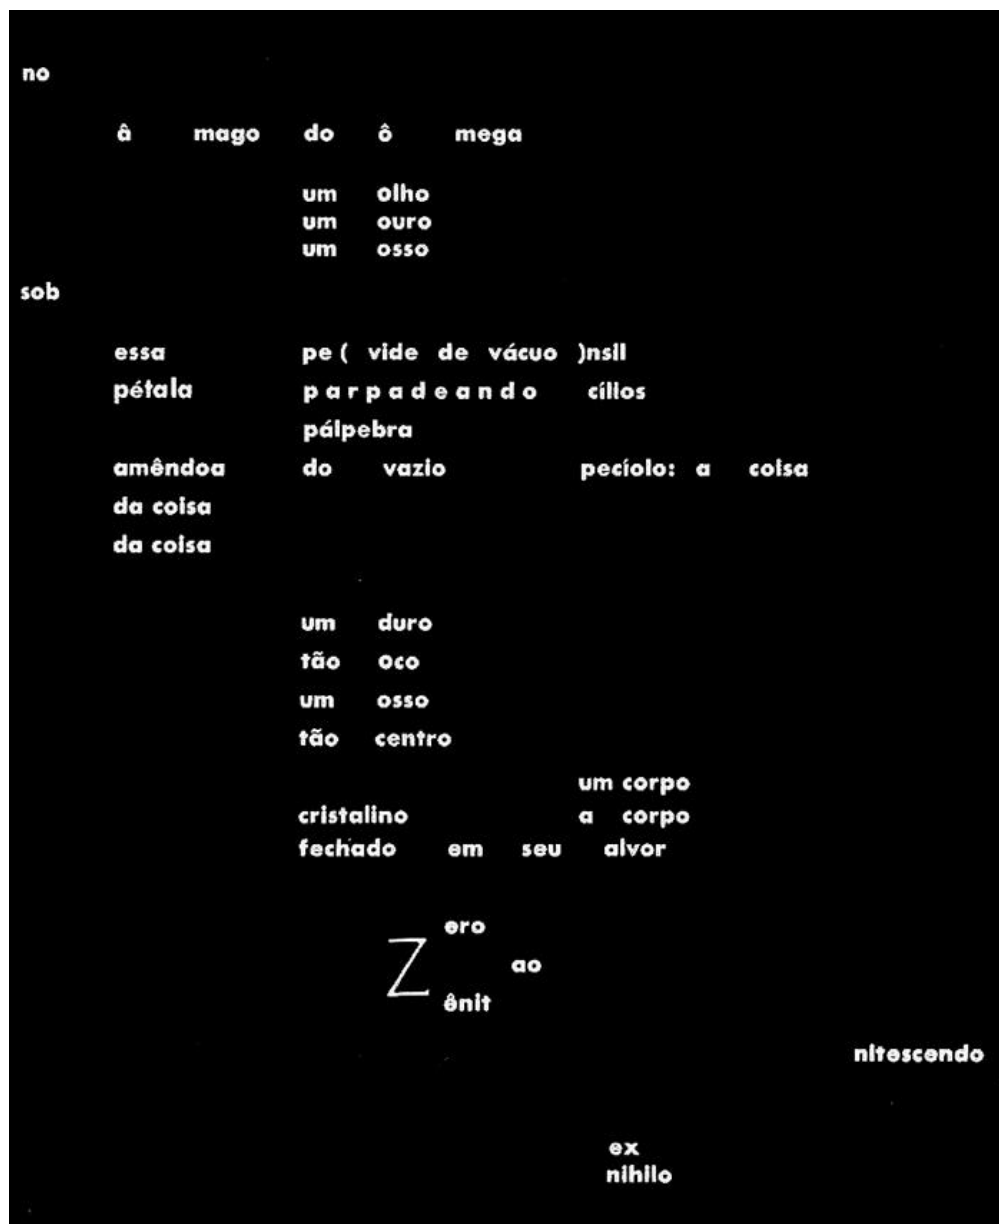 no
â mago do ô mega
um olho
um ouro
um osso
sob
essa pe ( vide de vácuo )nsil
pétala parpadeando cílios
pálpebra
amêndoa do vazio pecíolo: a coisa
da coisa
da coisa
um duro
tão oco
um osso
tão centro
um corpo
cristalino a corpo
fechado em seu alvor
Z ero
ao
ênit
nitescendo
ex
nihilo